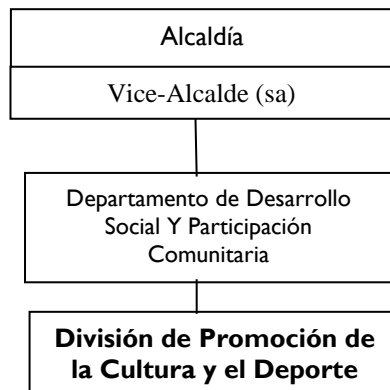 Alcaldía
Vice-Alcalde (sa)
Departamento de Desarrollo
Social Y Participación
Comunitaria
División de Promoción de
la Cultura y el Deporte